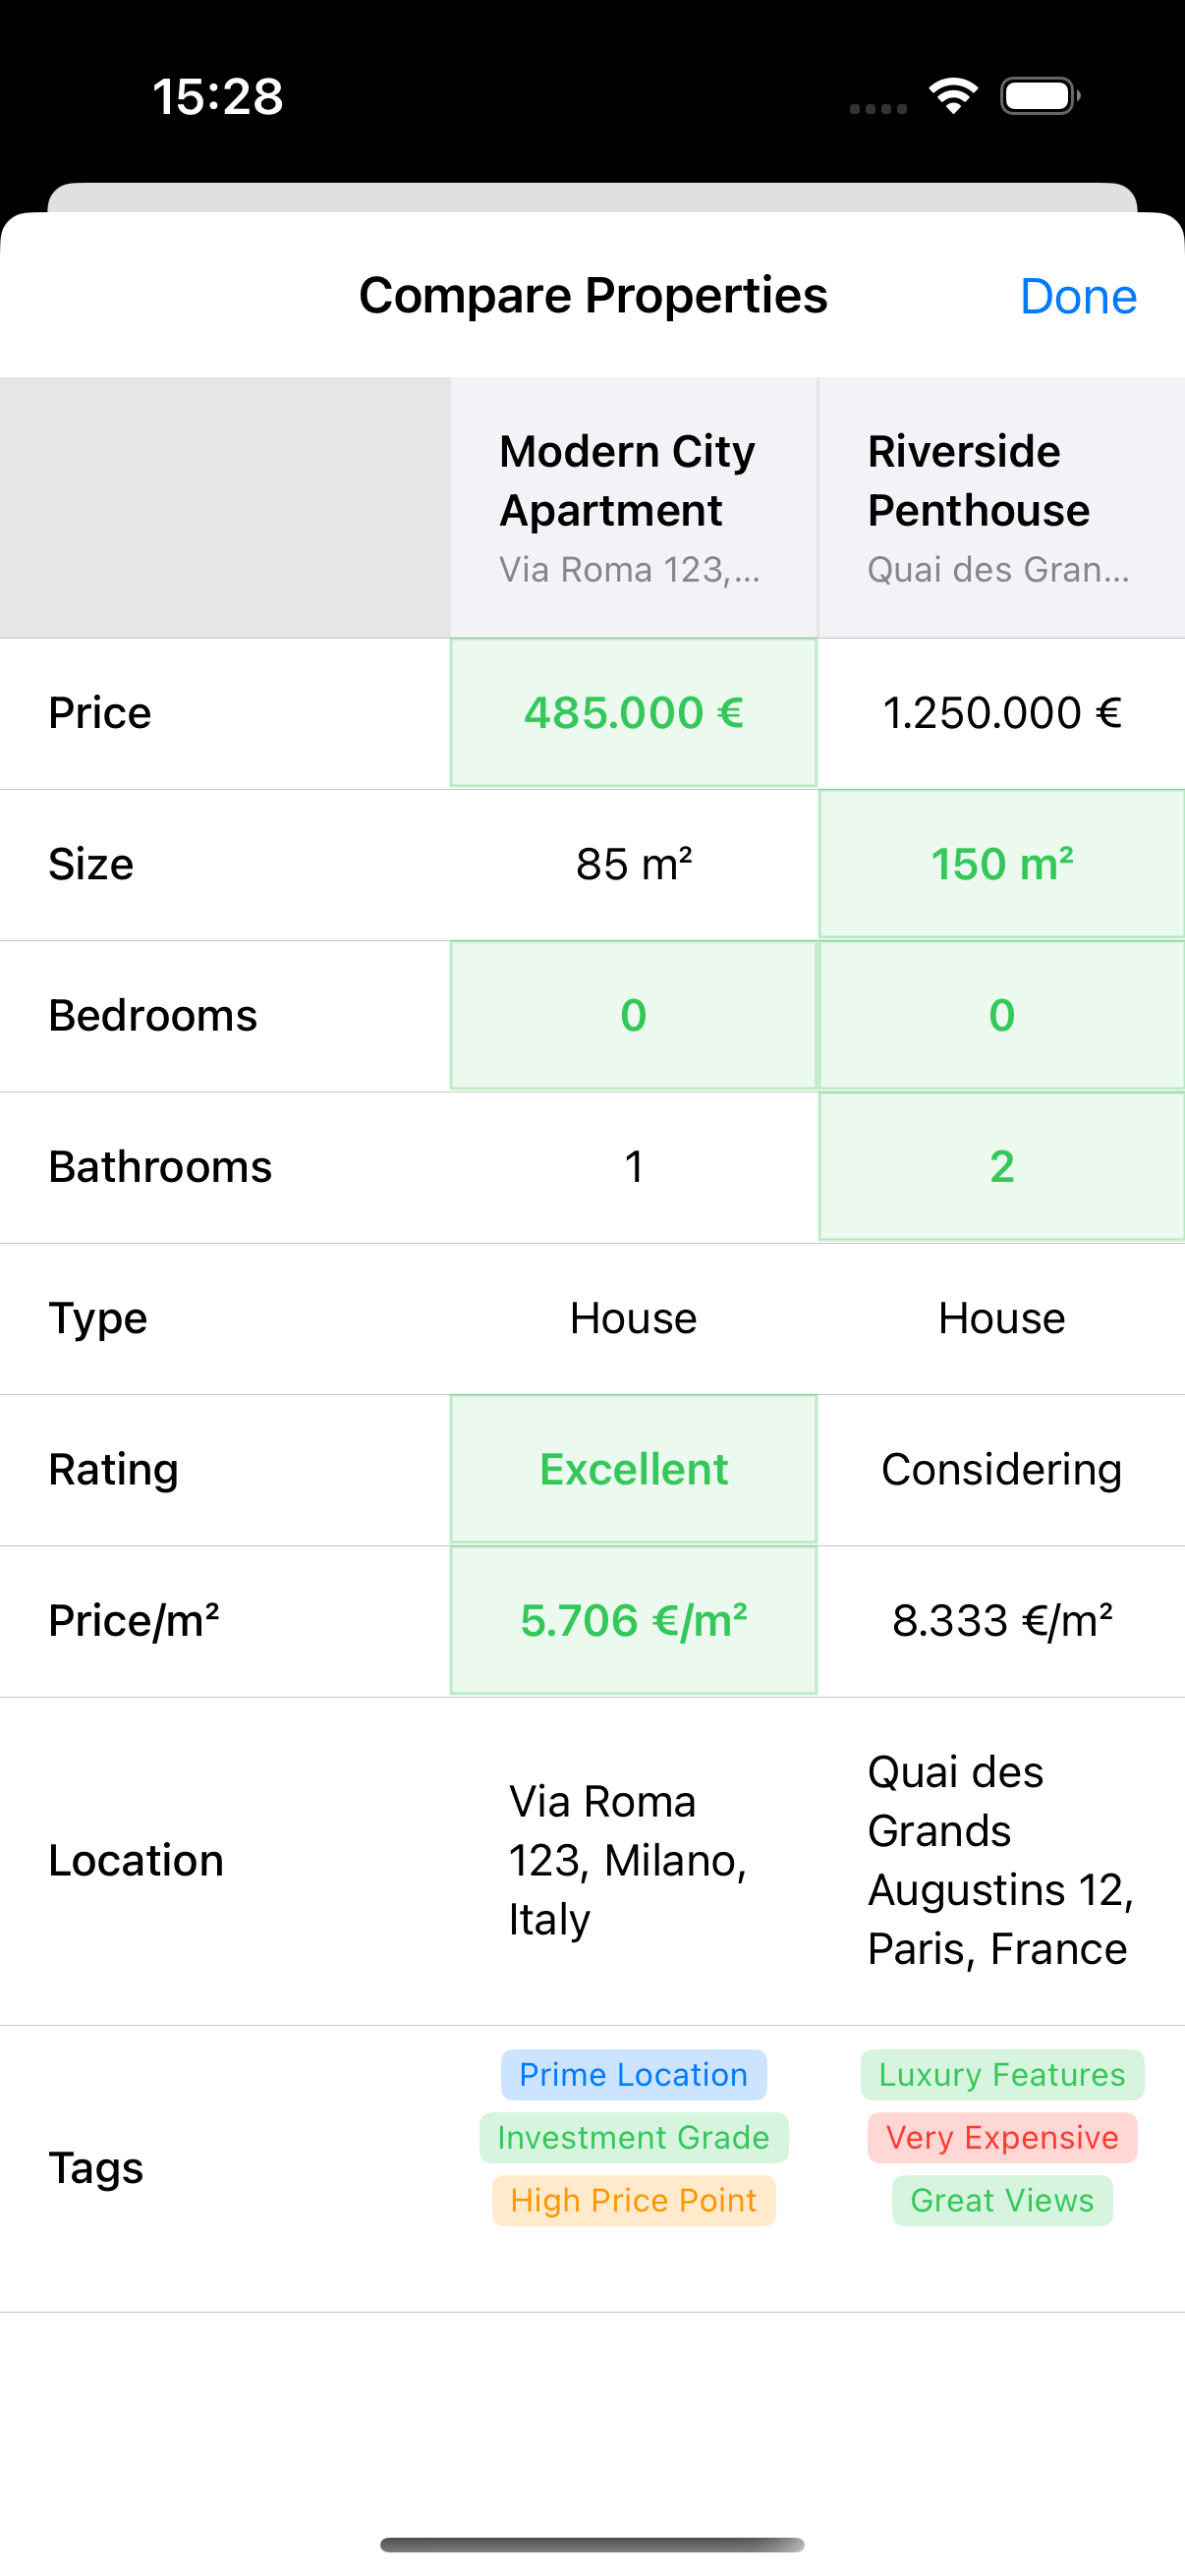 15:28
Compare Properties
Done
Modern City
Apartment
Via Roma 123,...
Riverside
Penthouse
Quai des Gran...
Price
485.000 €
1.250.000 €
Size
85 m²
150 m²
Bedrooms
0
0
Bathrooms
1
2
Type
House
House
Rating
Excellent
Considering
Price/m²
5.706 €/m²
8.333 €/m²
Location
Via Roma
123, Milano,
Italy
Quai des
Grands
Augustins 12,
Paris, France
Tags
Prime Location
Investment Grade
High Price Point
Luxury Features
Very Expensive
Great Views